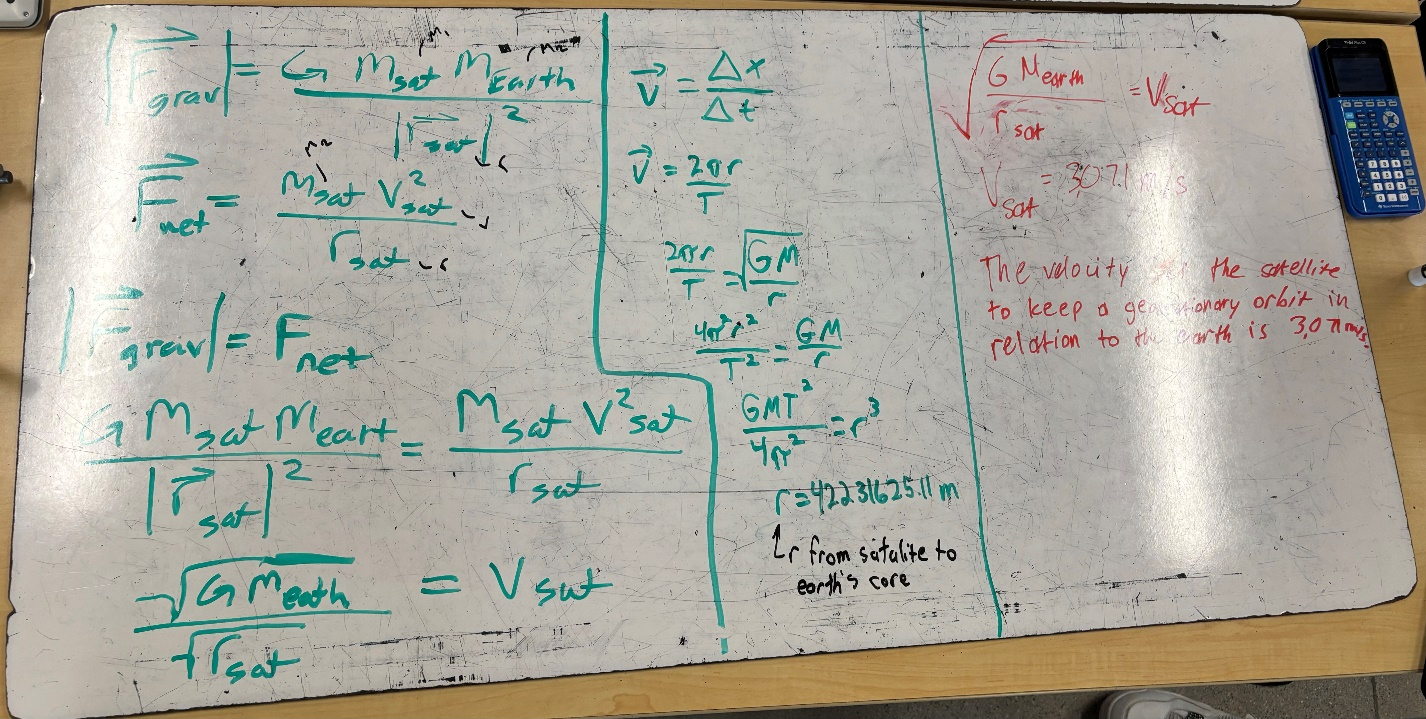 |F⃗grav| = G Msat MEarth / |r⃗sat|²
m₁ m₂
F⃗net = Msat V²sat / rsat
|F⃗grav| = Fnet
G Msat Meart / |r⃗sat|² = Msat V²sat / rsat
√G Meath / √rsat = Vsat
v⃗ = Δx / Δt
v⃗ = 2πr / T
2πr / T = √(GM / r)
4π²r² / T² = GM / r
GMT² / 4π² = r³
r = 42231625.11 m
r from satalite to
earth's core
√(G Mearth / rsat) = Vsat
Vsat = 3071 m/s
The velocity the satellite
to keep a orbit in
relation to the earth is